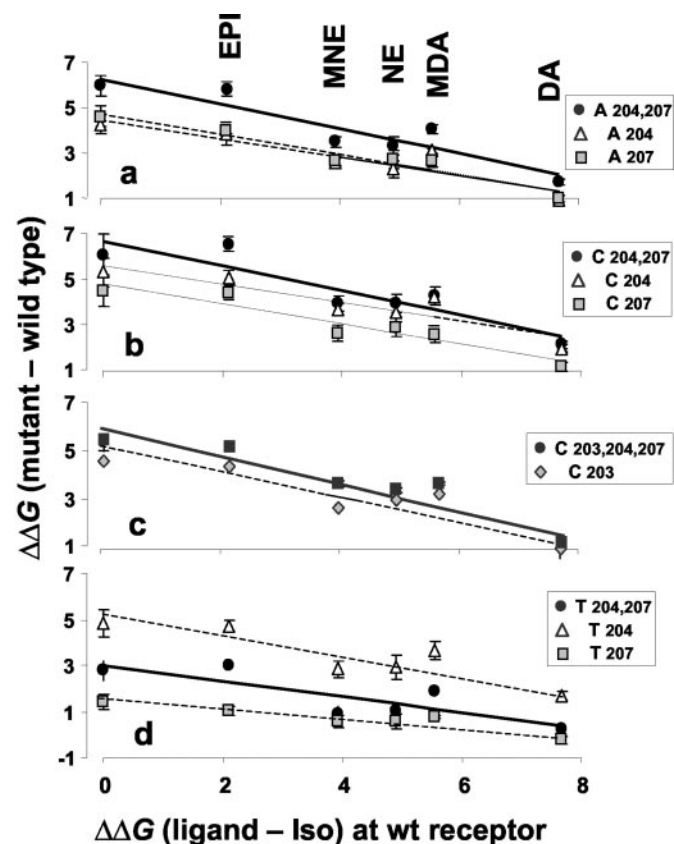 EPI
MNE
NE
MDA
DA
7
5
3
1
a
A 204,207
A 204
A 207
7
5
3
1
b
C 204,207
C 204
C 207
7
5
3
1
c
C 203,204,207
C 203
7
5
3
1
-1
d
T 204,207
T 204
T 207
0
2
4
6
8
ΔΔG (mutant – wild type)
ΔΔG (ligand – Iso) at wt receptor